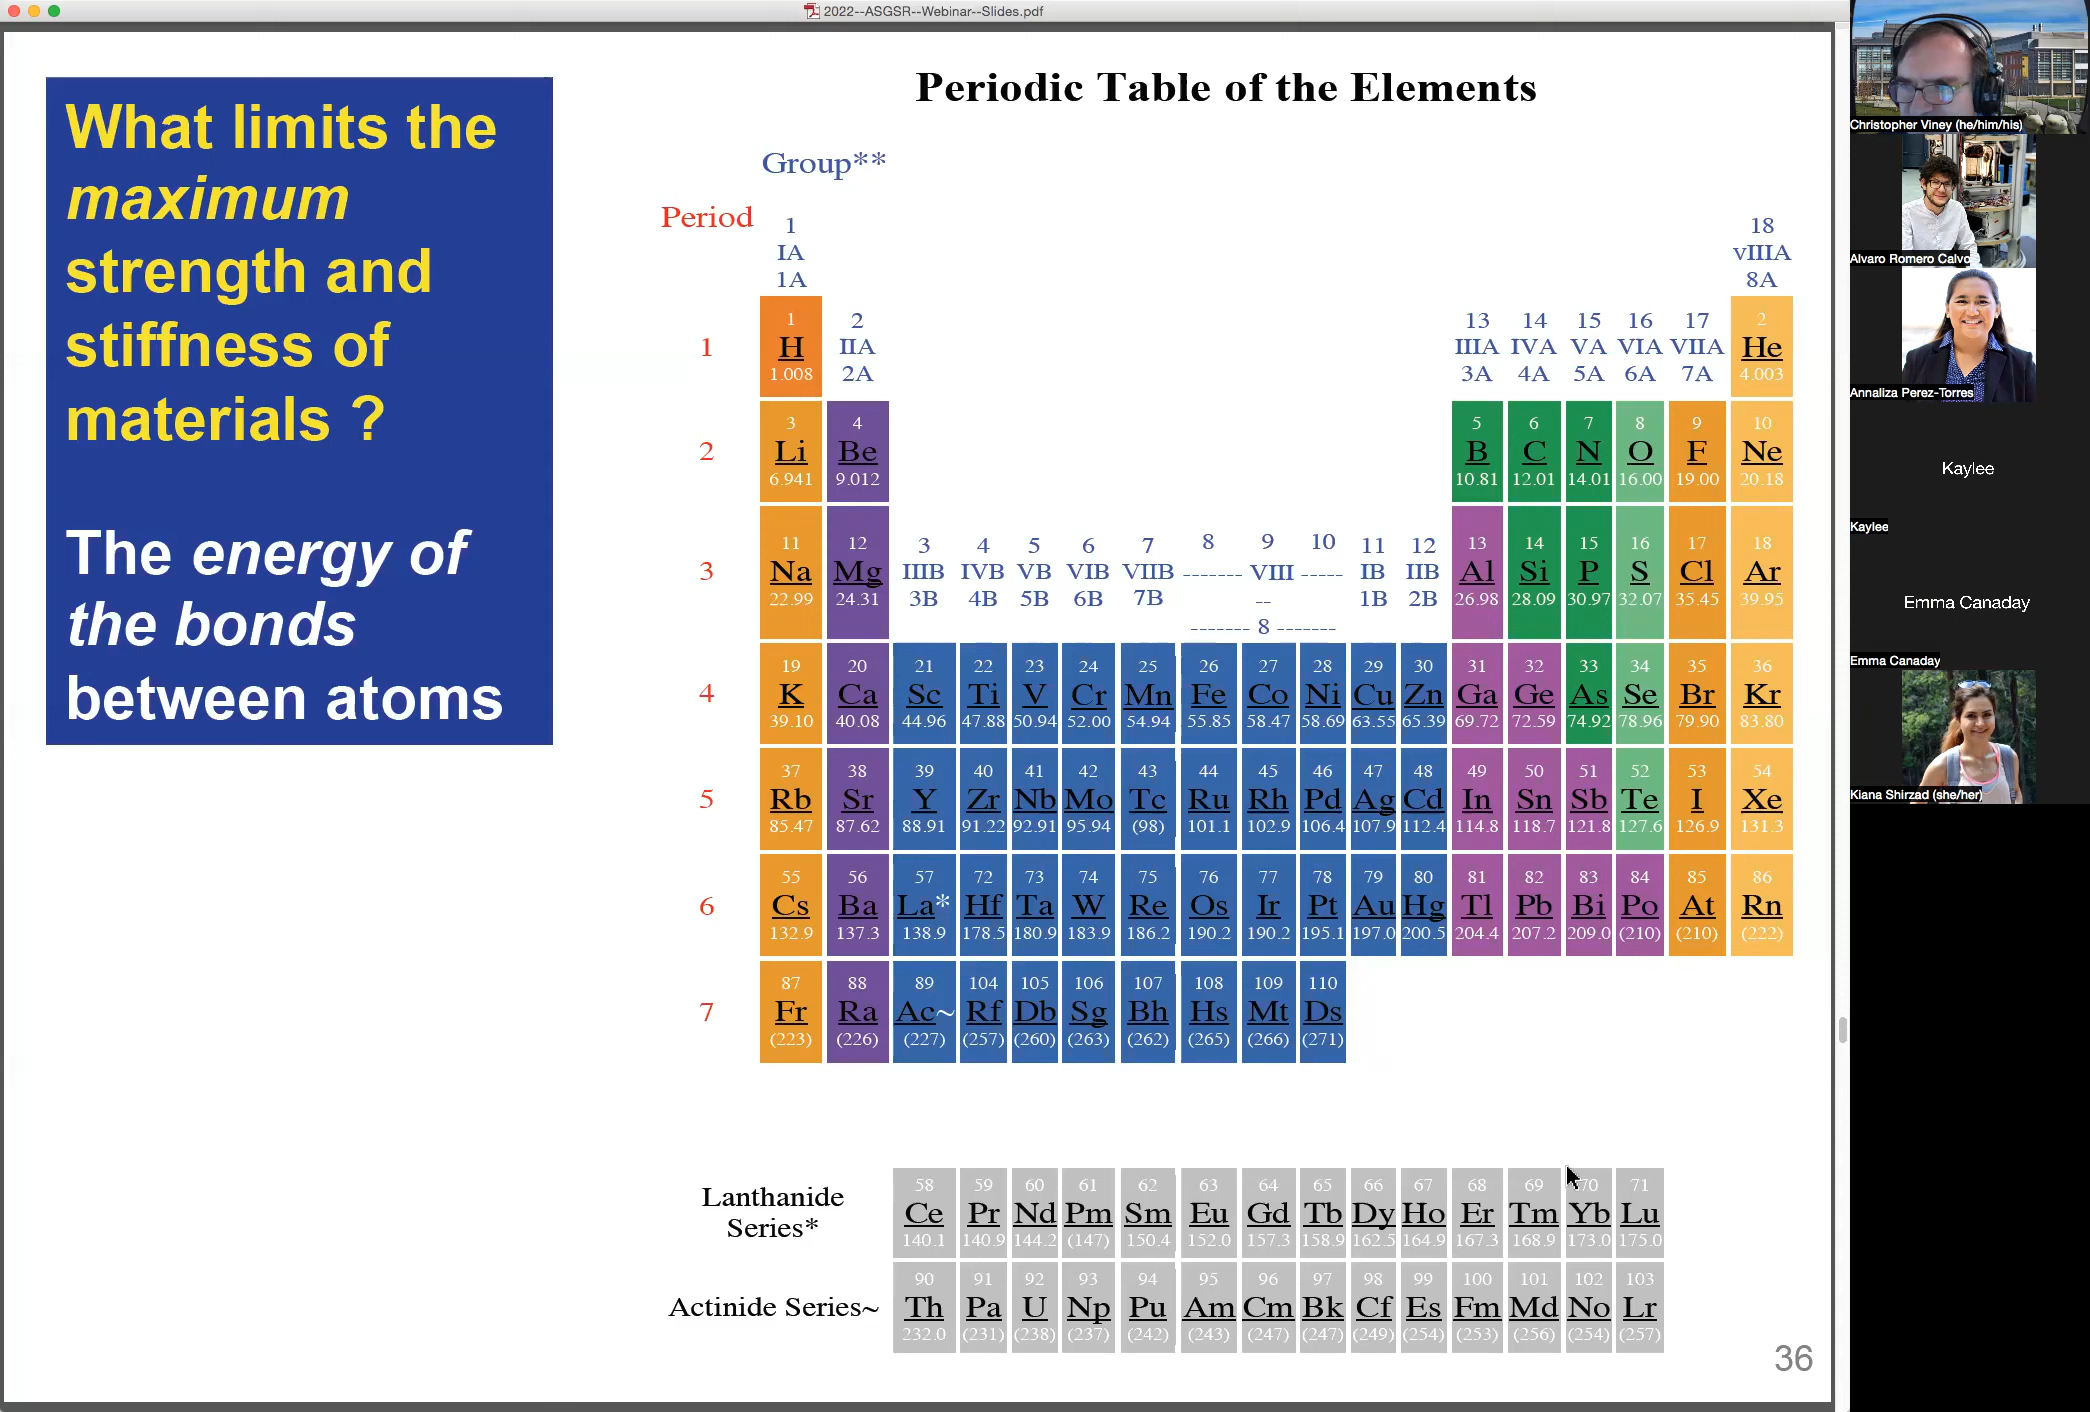 2022--ASGSR--Webinar--Slides.pdf
What limits the
maximum
strength and
stiffness of
materials ?
The energy of
the bonds
between atoms
Periodic Table of the Elements
Group**
Period
1 18
IA vIIIA
1A 8A
1 2 13 14 15 16 17 2
1 H IIA IIIA IVA VA VIA VIIA He
1.008 2A 3A 4A 5A 6A 7A 4.003
3 4 5 6 7 8 9 10
2 Li Be B C N O F Ne
6.941 9.012 10.81 12.01 14.01 16.00 19.00 20.18
11 12 3 4 5 6 7 8 9 10 11 12 13 14 15 16 17 18
3 Na Mg IIIB IVB VB VIB VIIB ------- VIII ----- IB IIB Al Si P S Cl Ar
22.99 24.31 3B 4B 5B 6B 7B -- 1B 2B 26.98 28.09 30.97 32.07 35.45 39.95
------- 8 -------
19 20 21 22 23 24 25 26 27 28 29 30 31 32 33 34 35 36
4 K Ca Sc Ti V Cr Mn Fe Co Ni Cu Zn Ga Ge As Se Br Kr
39.10 40.08 44.96 47.88 50.94 52.00 54.94 55.85 58.47 58.69 63.55 65.39 69.72 72.59 74.92 78.96 79.90 83.80
37 38 39 40 41 42 43 44 45 46 47 48 49 50 51 52 53 54
5 Rb Sr Y Zr Nb Mo Tc Ru Rh Pd Ag Cd In Sn Sb Te I Xe
85.47 87.62 88.91 91.22 92.91 95.94 (98) 101.1 102.9 106.4 107.9 112.4 114.8 118.7 121.8 127.6 126.9 131.3
55 56 57 72 73 74 75 76 77 78 79 80 81 82 83 84 85 86
6 Cs Ba La* Hf Ta W Re Os Ir Pt Au Hg Tl Pb Bi Po At Rn
132.9 137.3 138.9 178.5 180.9 183.9 186.2 190.2 190.2 195.1 197.0 200.5 204.4 207.2 209.0 (210) (210) (222)
87 88 89 104 105 106 107 108 109 110
7 Fr Ra Ac~ Rf Db Sg Bh Hs Mt Ds
(223) (226) (227) (257) (260) (263) (262) (265) (266) (271)
58 59 60 61 62 63 64 65 66 67 68 69 70 71
Lanthanide
Series*
Ce Pr Nd Pm Sm Eu Gd Tb Dy Ho Er Tm Yb Lu
140.1 140.9 144.2 (147) 150.4 152.0 157.3 158.9 162.5 164.9 167.3 168.9 173.0 175.0
90 91 92 93 94 95 96 97 98 99 100 101 102 103
Actinide Series~ Th Pa U Np Pu Am Cm Bk Cf Es Fm Md No Lr
232.0 (231) (238) (237) (242) (243) (247) (247) (249) (254) (253) (256) (254) (257)
36
Christopher Viney (he/him/his)
Alvaro Romero Calvo
Annaliza Perez-Torres
Kaylee
Kaylee
Emma Canaday
Emma Canaday
Kiana Shirzad (she/her)